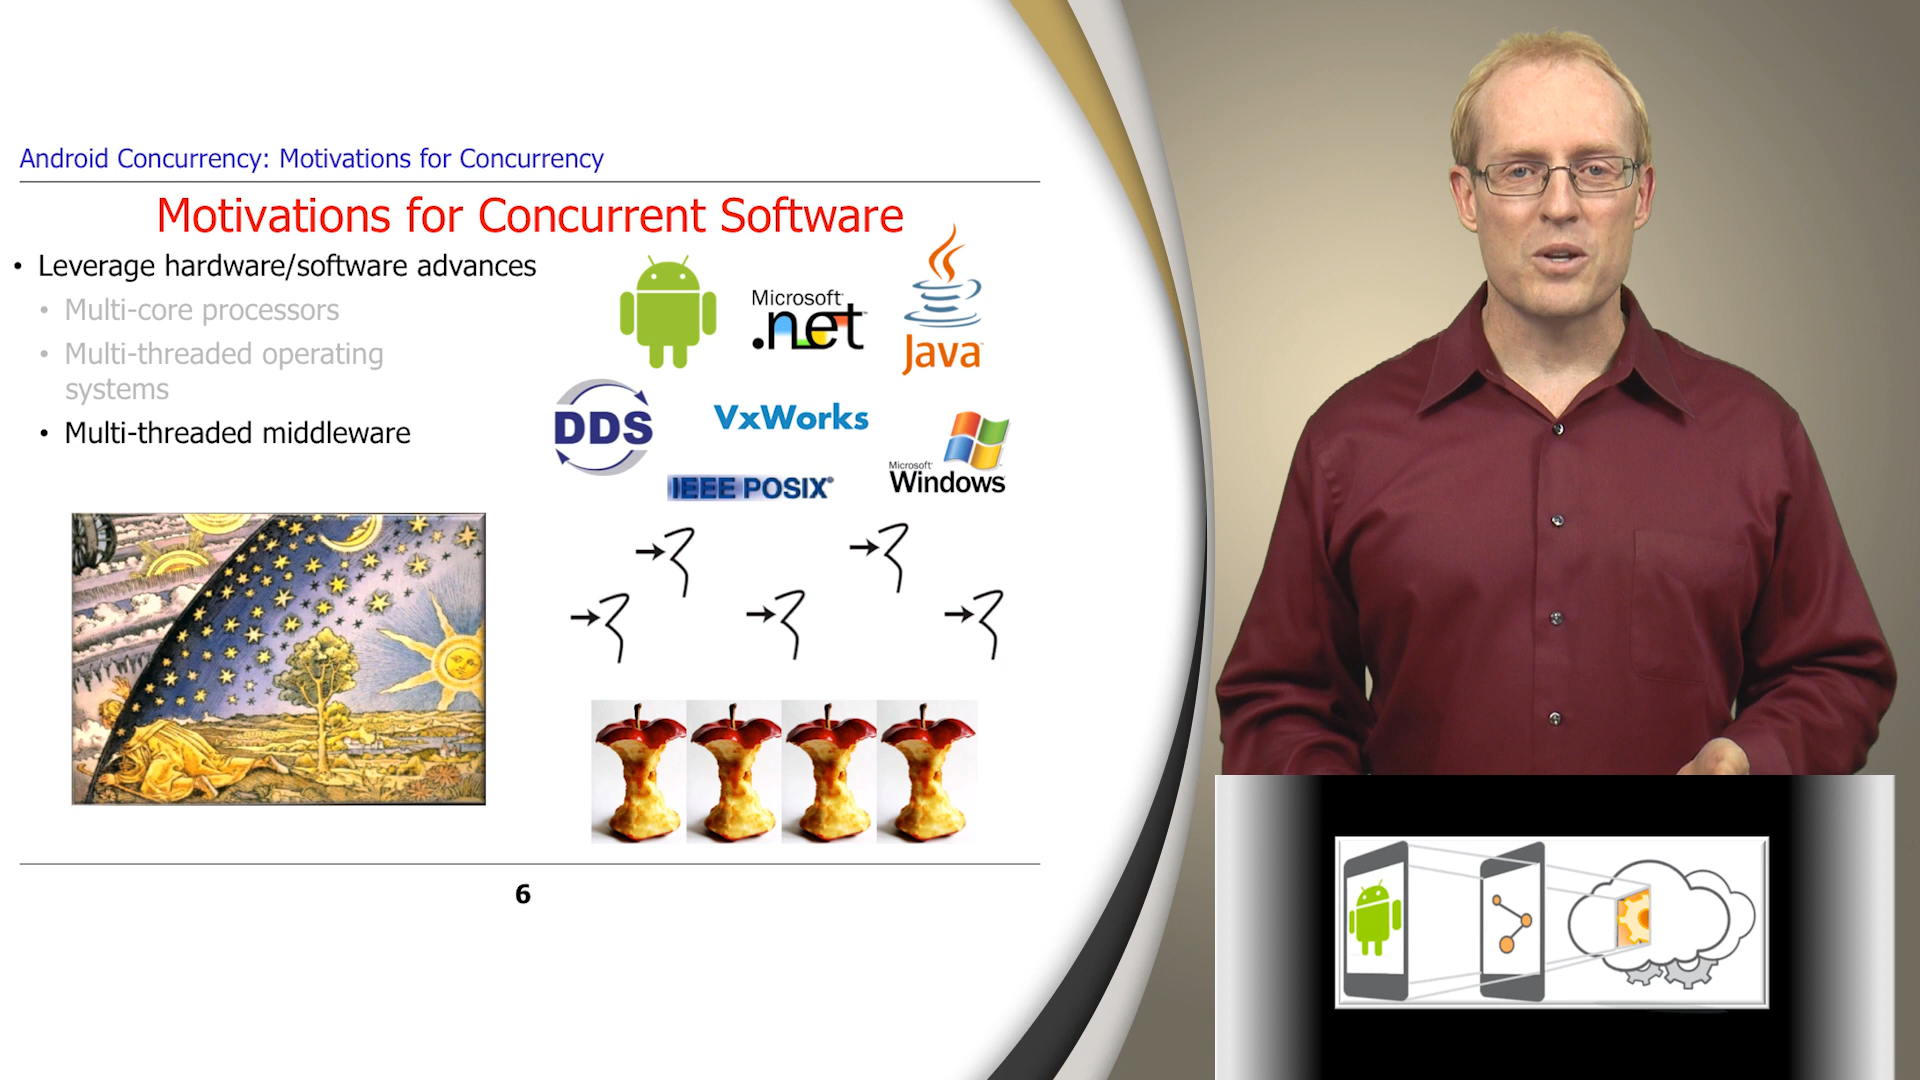 Android Concurrency: Motivations for Concurrency
Motivations for Concurrent Software
• Leverage hardware/software advances
• Multi-core processors
• Multi-threaded operating
systems
• Multi-threaded middleware
Microsoft
.net
Java
DDS
VxWorks
Microsoft
Windows
IEEE POSIX®
6